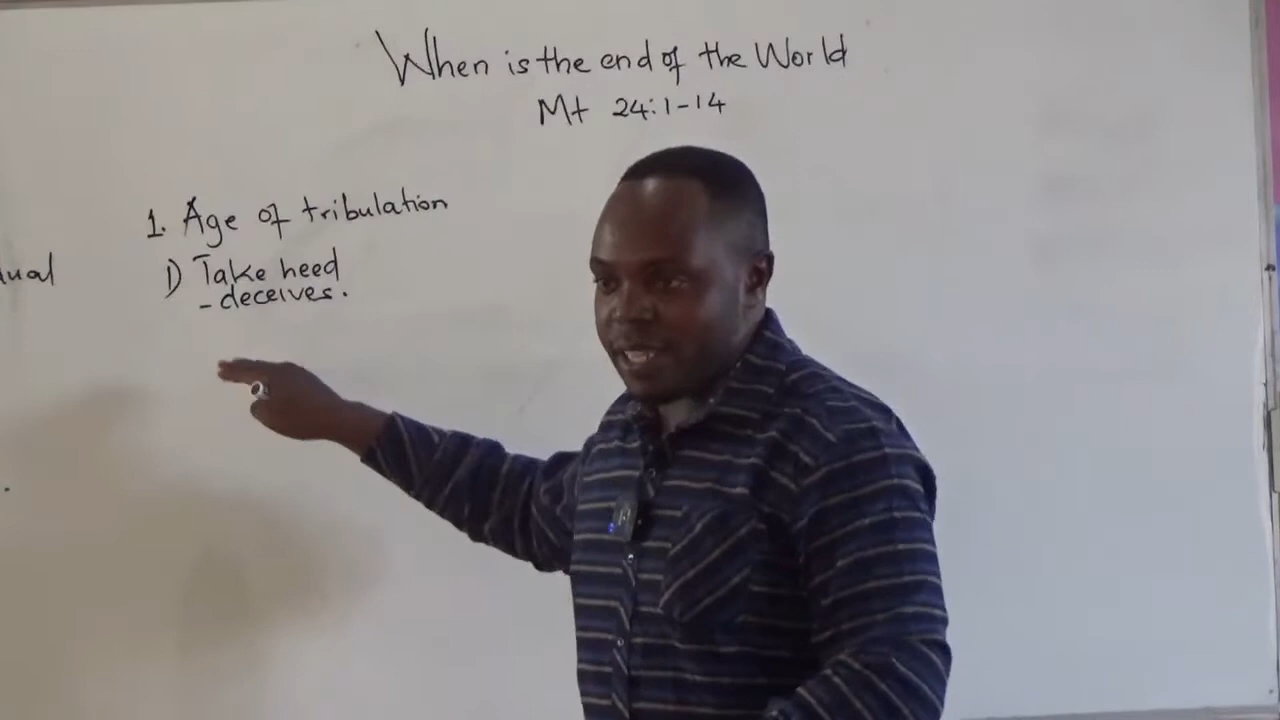 When is the end of the World
Mt 24:1-14
1. Age of tribulation
1) Take heed
- deceives.